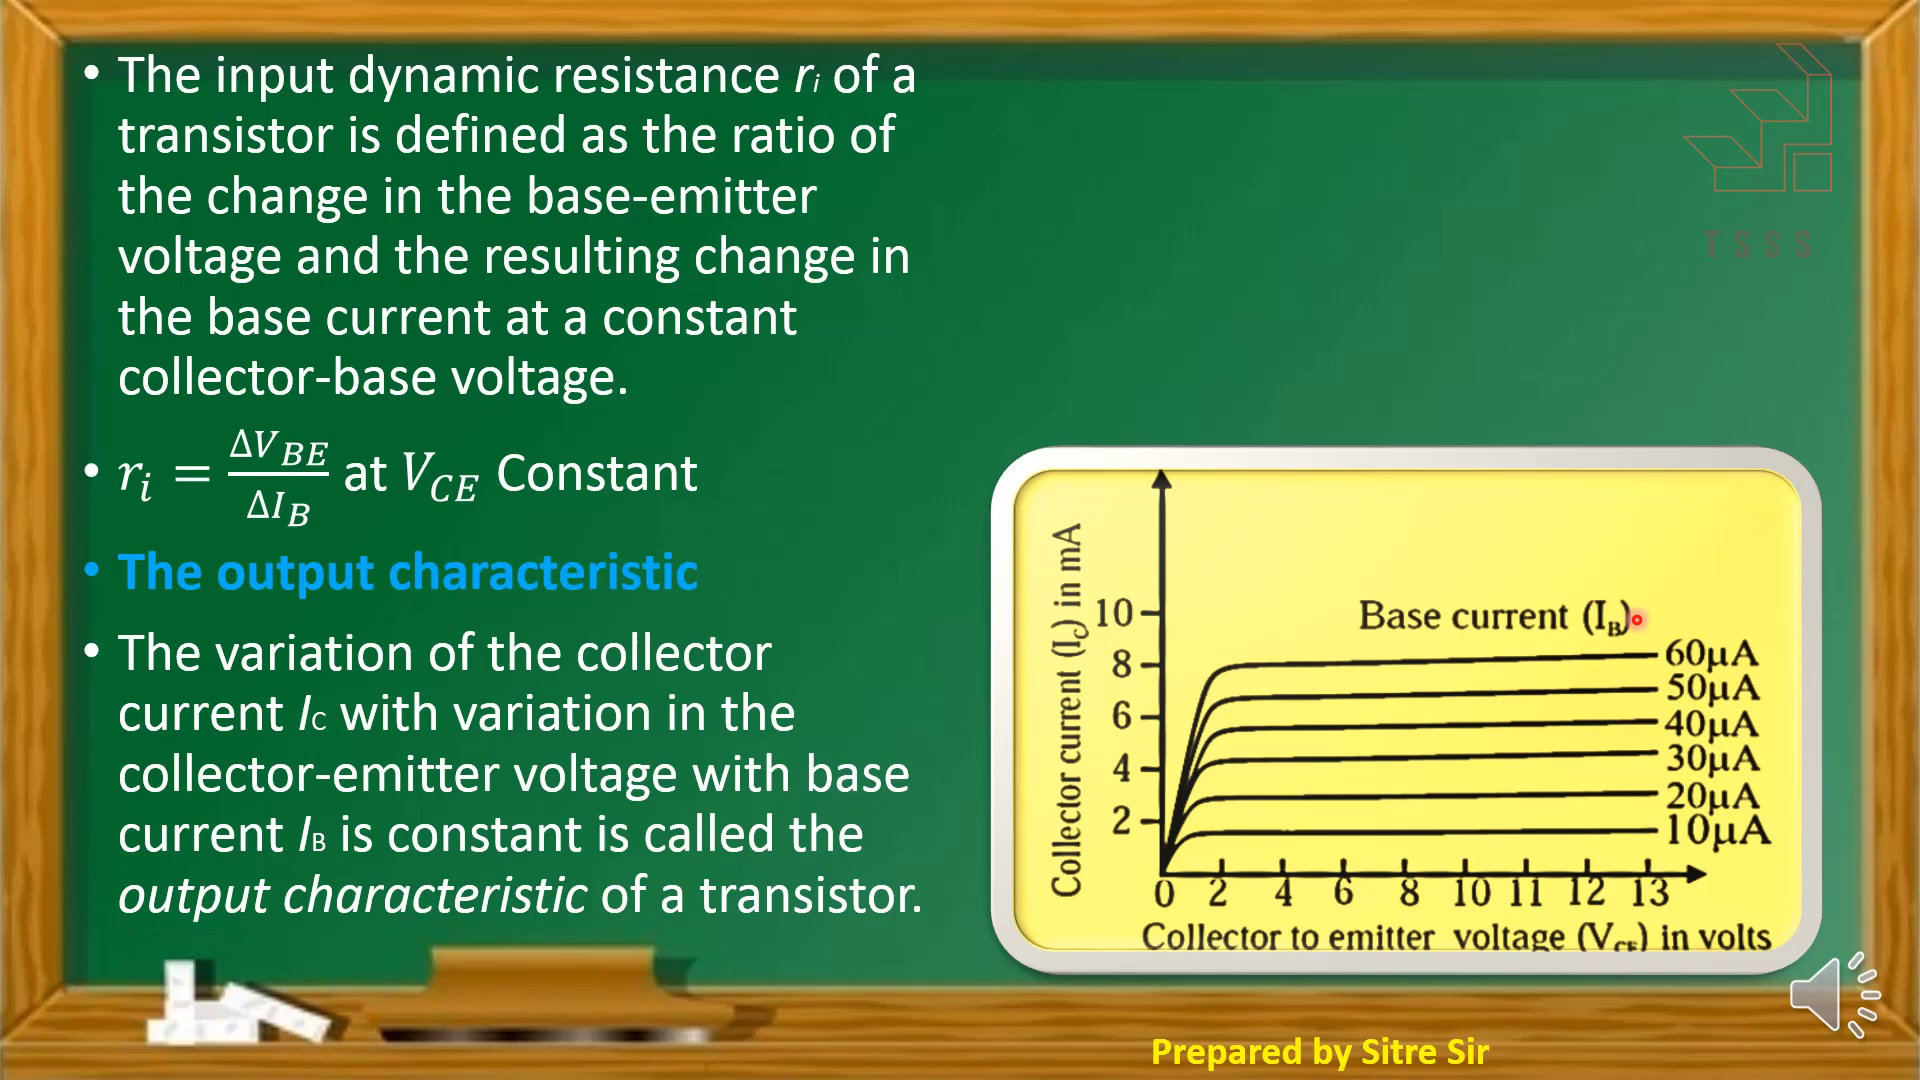 • The input dynamic resistance rᵢ of a
transistor is defined as the ratio of
the change in the base-emitter
voltage and the resulting change in
the base current at a constant
collector-base voltage.
• rᵢ = ΔV_BE / ΔI_B at V_CE Constant
• The output characteristic
• The variation of the collector
current I_C with variation in the
collector-emitter voltage with base
current I_B is constant is called the
output characteristic of a transistor.
TSSS
Collector current (I_C) in mA
10
8
6
4
2
Base current (I_B)
60μA
50μA
40μA
30μA
20μA
10μA
0 2 4 6 8 10 11 12 13
Collector to emitter voltage (V_CE) in volts
Prepared by Sitre Sir